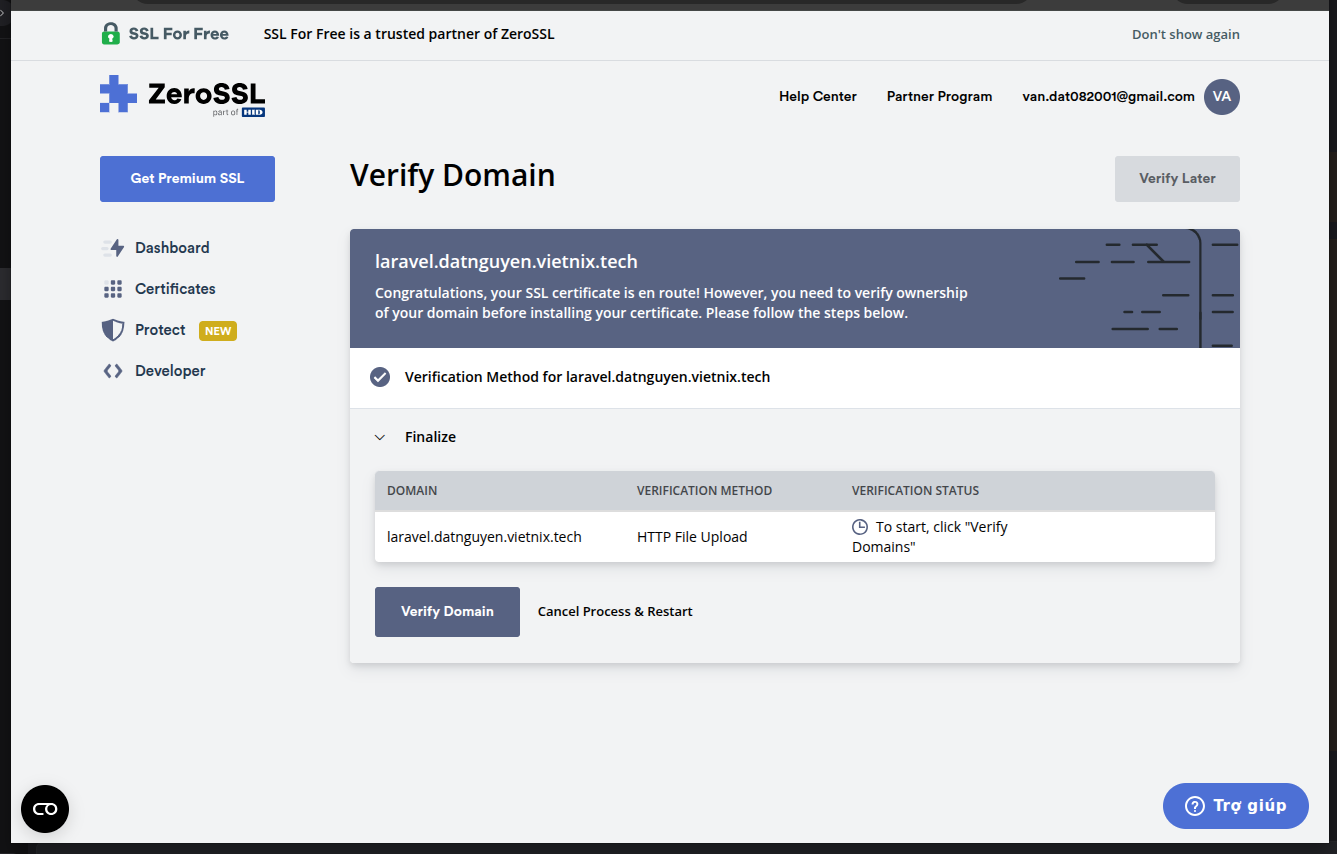 SSL For Free
SSL For Free is a trusted partner of ZeroSSL
Don't show again
ZeroSSL
part of HID
Help Center
Partner Program
van.dat082001@gmail.com
VA
Get Premium SSL
Verify Domain
Verify Later
Dashboard
Certificates
Protect NEW
Developer
laravel.datnguyen.vietnix.tech
Congratulations, your SSL certificate is en route! However, you need to verify ownership
of your domain before installing your certificate. Please follow the steps below.
Verification Method for laravel.datnguyen.vietnix.tech
Finalize
DOMAIN
VERIFICATION METHOD
VERIFICATION STATUS
laravel.datnguyen.vietnix.tech
HTTP File Upload
To start, click "Verify
Domains"
Verify Domain
Cancel Process & Restart
Trợ giúp